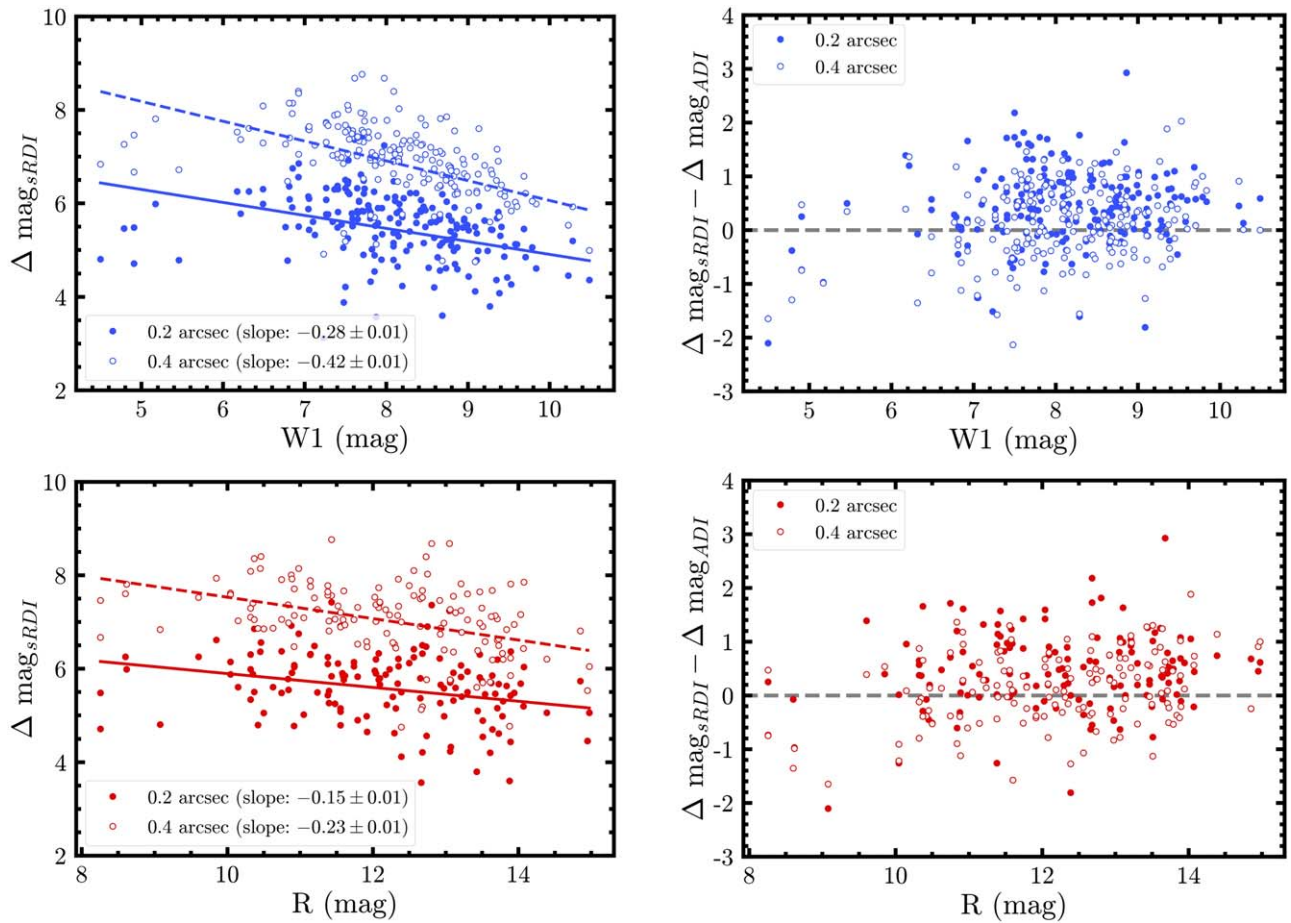 10
8
6
4
2
Δ mag_sRDI
0.2 arcsec (slope: −0.28 ± 0.01)
0.4 arcsec (slope: −0.42 ± 0.01)
5 6 7 8 9 10
W1 (mag)
4
3
2
1
0
-1
-2
-3
Δ mag_sRDI − Δ mag_ADI
0.2 arcsec
0.4 arcsec
5 6 7 8 9 10
W1 (mag)
10
8
6
4
2
Δ mag_sRDI
0.2 arcsec (slope: −0.15 ± 0.01)
0.4 arcsec (slope: −0.23 ± 0.01)
8 10 12 14
R (mag)
4
3
2
1
0
-1
-2
-3
Δ mag_sRDI − Δ mag_ADI
0.2 arcsec
0.4 arcsec
8 10 12 14
R (mag)